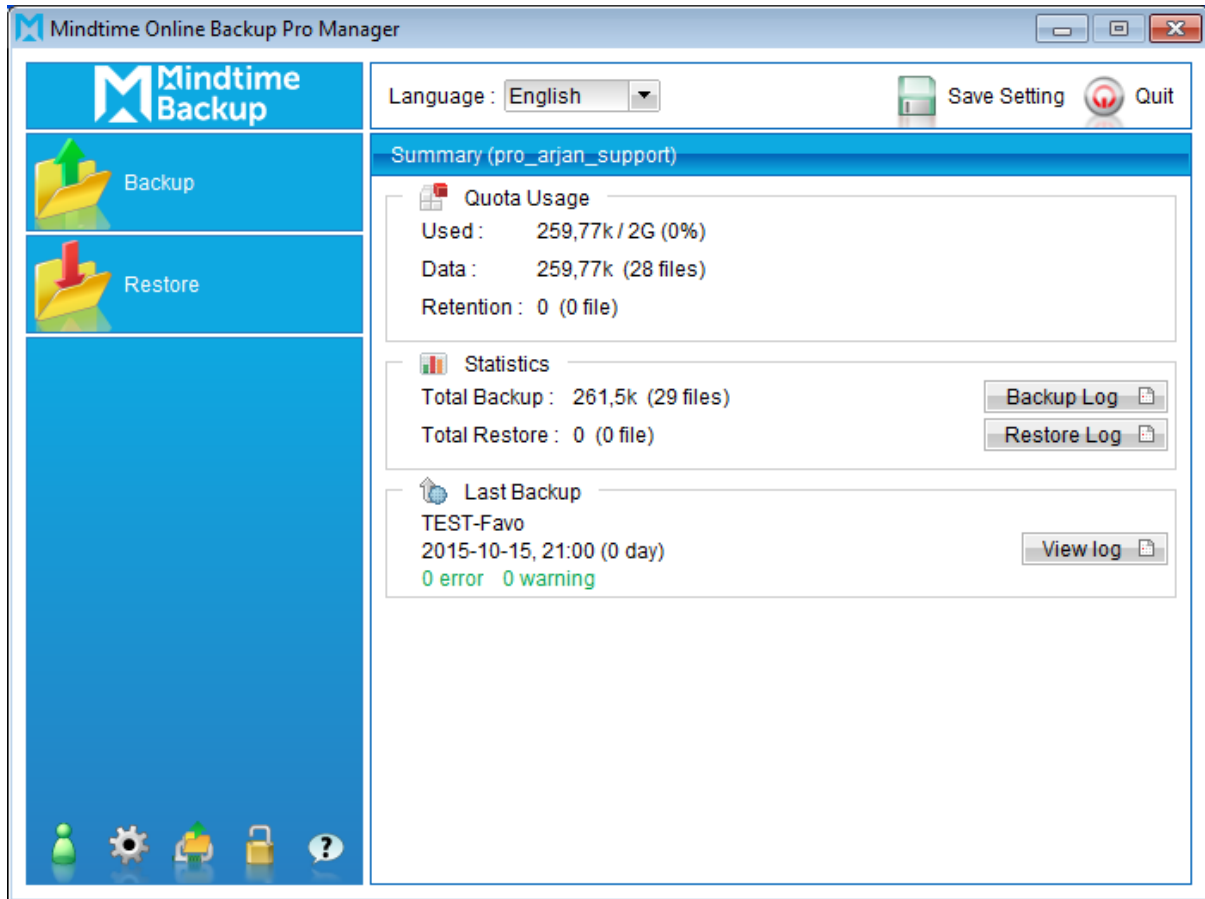 Mindtime Online Backup Pro Manager
Mindtime
Backup
Language : English
Save Setting
Quit
Backup
Restore
Summary (pro_arjan_support)
Quota Usage
Used : 259,77k / 2G (0%)
Data : 259,77k (28 files)
Retention : 0 (0 file)
Statistics
Total Backup : 261,5k (29 files)
Backup Log
Total Restore : 0 (0 file)
Restore Log
Last Backup
TEST-Favo
2015-10-15, 21:00 (0 day)
View log
0 error 0 warning
?